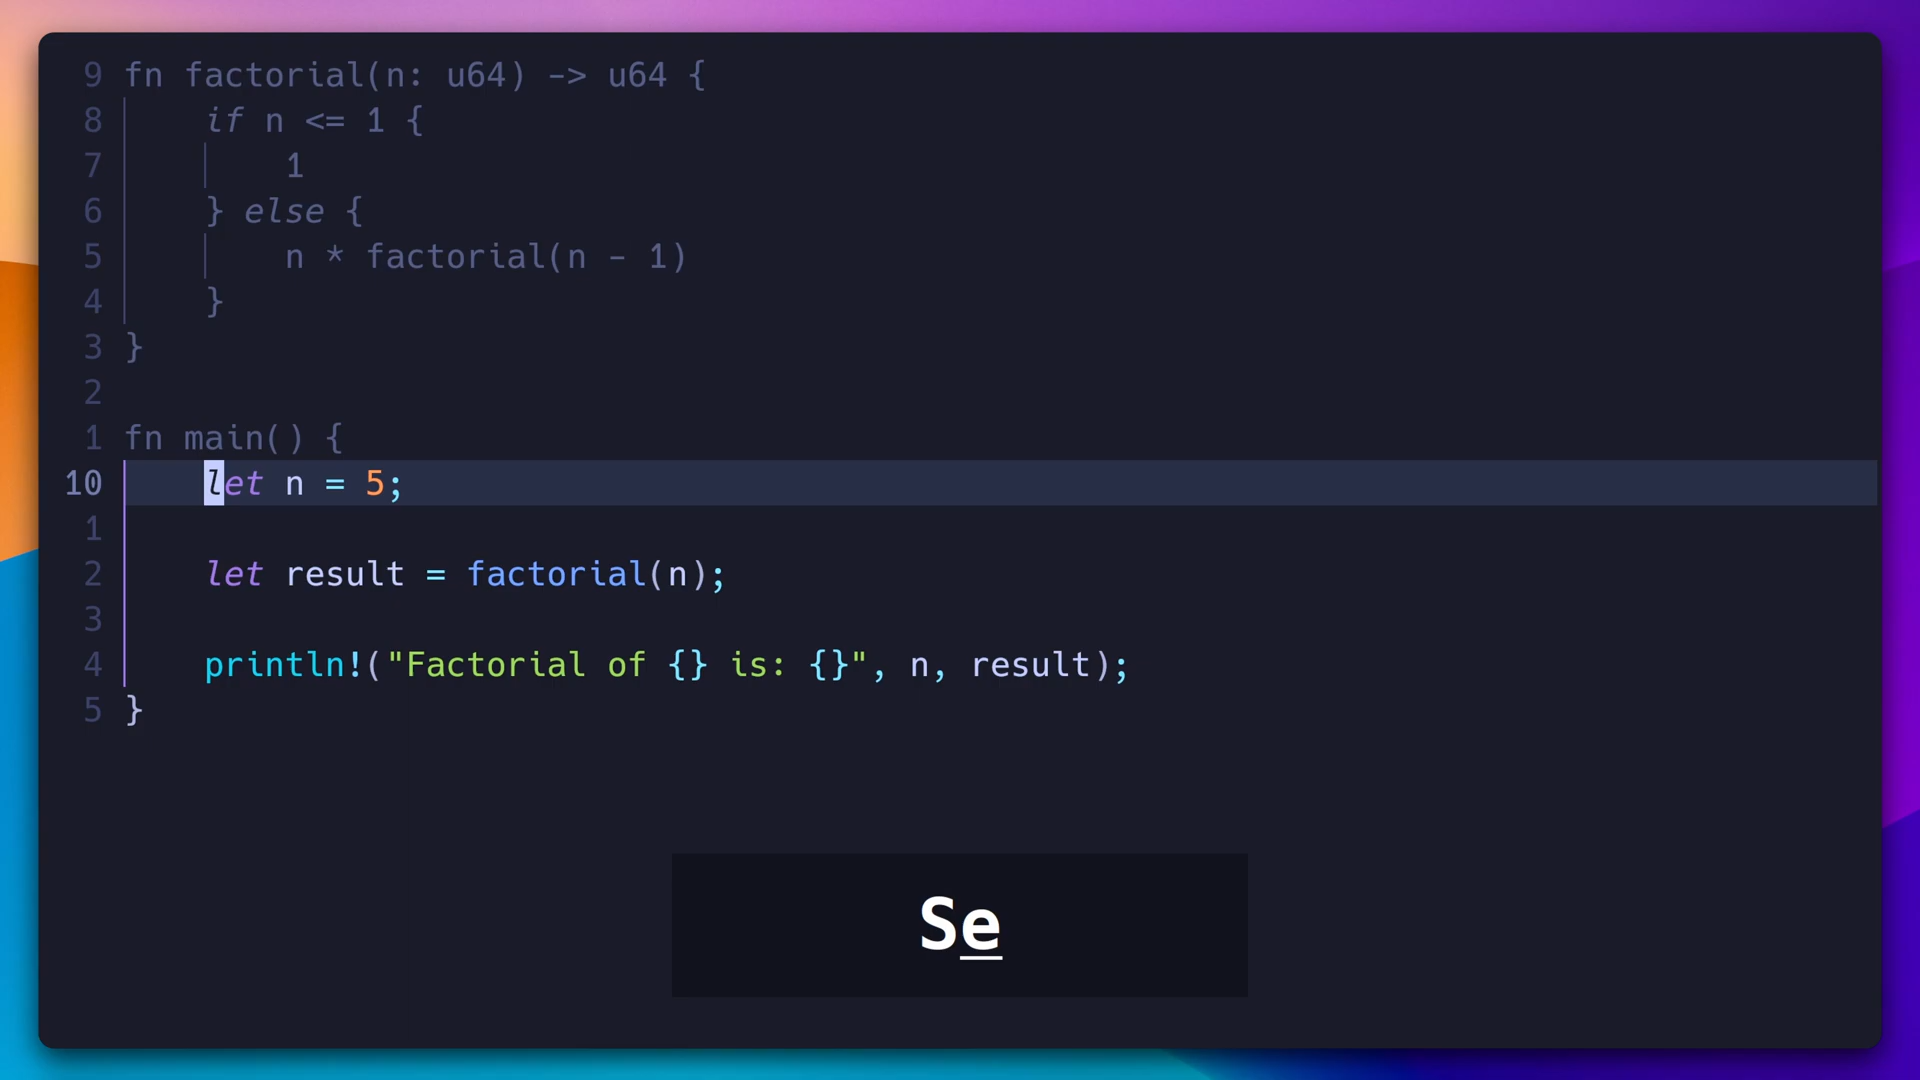 9 fn factorial(n: u64) -> u64 {
8     if n <= 1 {
7         1
6     } else {
5         n * factorial(n - 1)
4     }
3 }
2
1 fn main() {
10     let n = 5;
1
2     let result = factorial(n);
3
4     println!("Factorial of {} is: {}", n, result);
5 }
Se